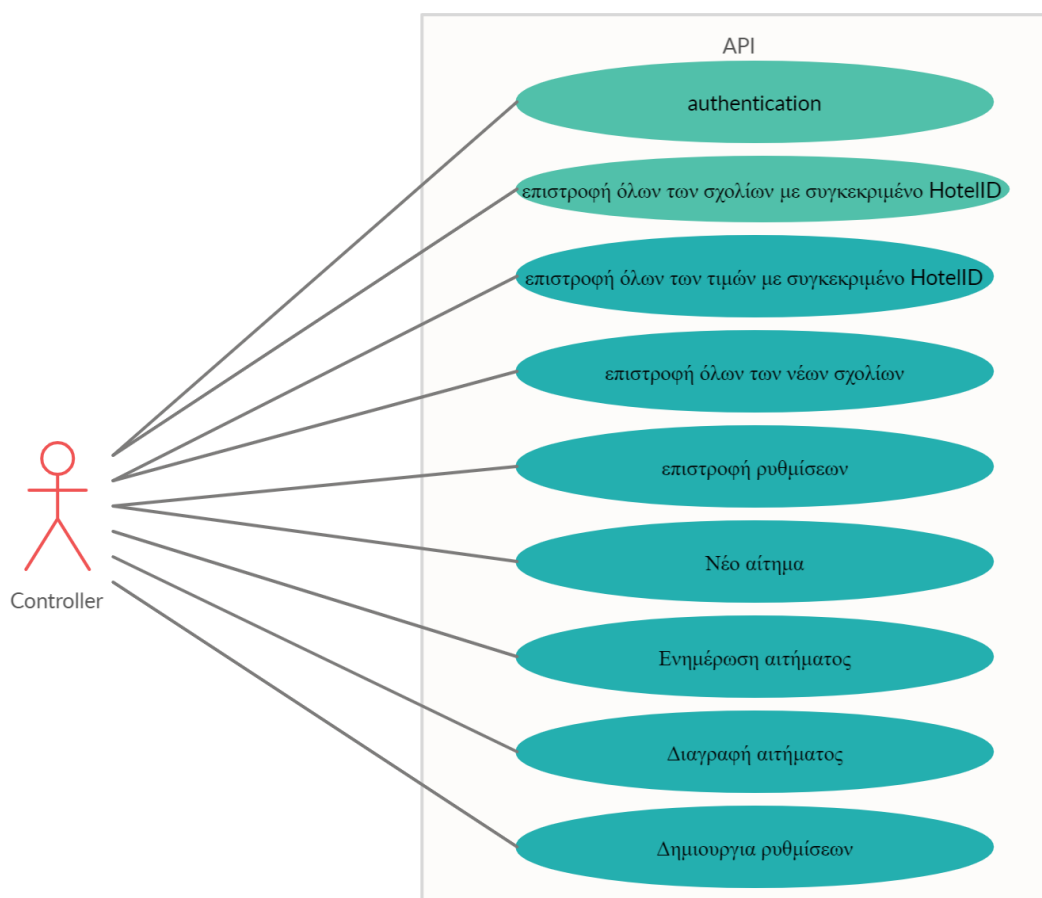 API
authentication
επιστροφή όλων των σχολίων με συγκεκριμένο HotelID
επιστροφή όλων των τιμών με συγκεκριμένο HotelID
επιστροφή όλων των νέων σχολίων
επιστροφή ρυθμίσεων
Νέο αίτημα
Ενημέρωση αιτήματος
Διαγραφή αιτήματος
Δημιουργια ρυθμίσεων
Controller